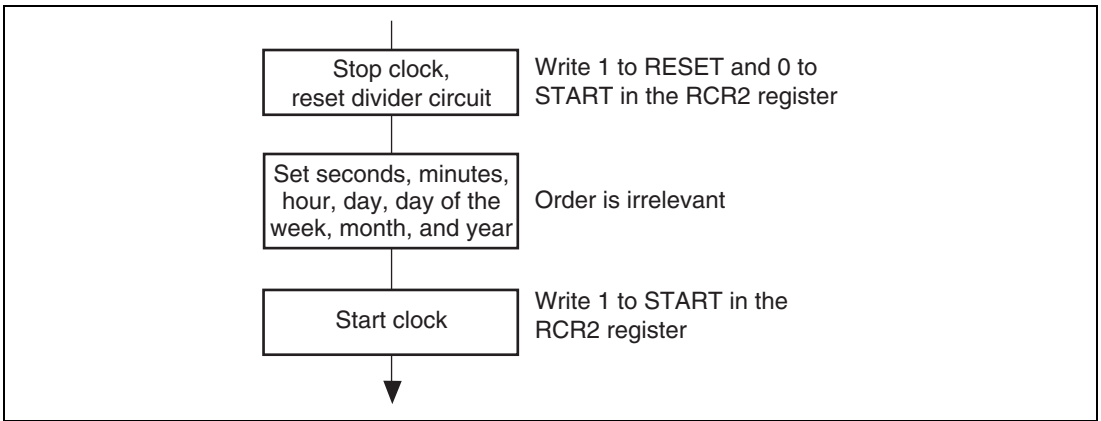 Stop clock,
reset divider circuit
Write 1 to RESET and 0 to
START in the RCR2 register
Set seconds, minutes,
hour, day, day of the
week, month, and year
Order is irrelevant
Start clock
Write 1 to START in the
RCR2 register